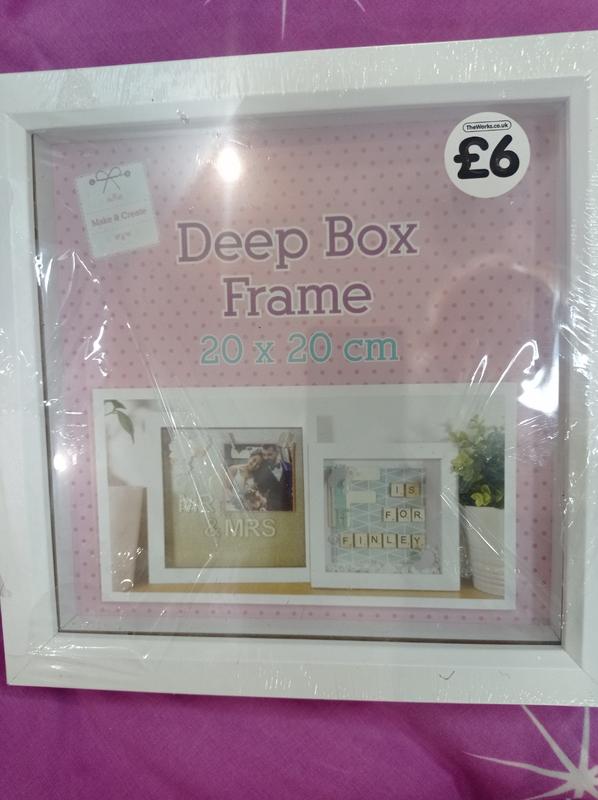 TheWorks.co.uk
£6
Make & Create
Deep Box
Frame
20 x 20 cm
MR
& MRS
IS
FOR
FINLEY